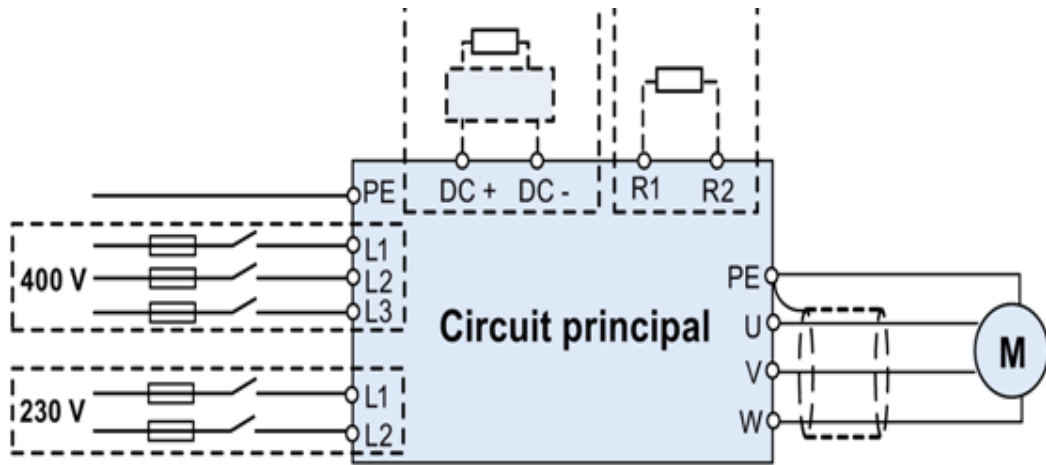 DC + DC - R1 R2
PE
L1
400 V L2
L3
PE
Circuit principal
U
V
M
L1
230 V
W
L2